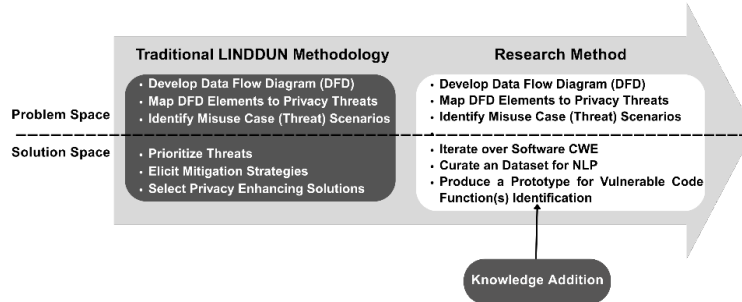 Traditional LINDDUN Methodology
Research Method
Problem Space
Solution Space
• Develop Data Flow Diagram (DFD)
• Map DFD Elements to Privacy Threats
• Identify Misuse Case (Threat) Scenarios
• Prioritize Threats
• Elicit Mitigation Strategies
• Select Privacy Enhancing Solutions
• Develop Data Flow Diagram (DFD)
• Map DFD Elements to Privacy Threats
• Identify Misuse Case (Threat) Scenarios
• Iterate over Software CWE
• Curate an Dataset for NLP
• Produce a Prototype for Vulnerable Code
Function(s) Identification
Knowledge Addition